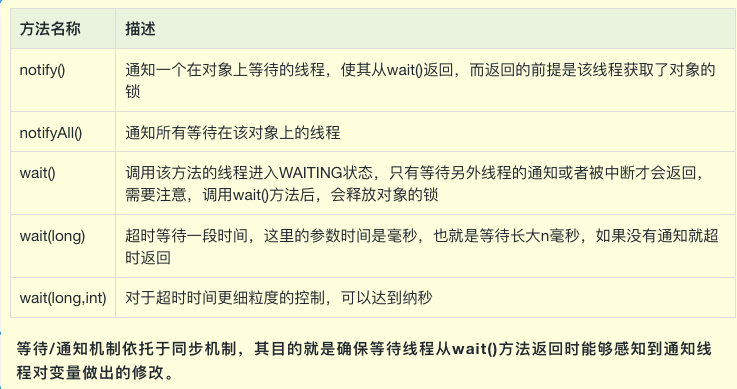 方法名称 描述
notify() 通知一个在对象上等待的线程，使其从wait()返回，而返回的前提是该线程获取了对象的
锁
notifyAll() 通知所有等待在该对象上的线程
wait() 调用该方法的线程进入WAITING状态，只有等待另外线程的通知或者被中断才会返回，
需要注意，调用wait()方法后，会释放对象的锁
wait(long) 超时等待一段时间，这里的参数时间是毫秒，也就是等待长大n毫秒，如果没有通知就超
时返回
wait(long,int) 对于超时时间更细粒度的控制，可以达到纳秒
等待/通知机制依托于同步机制，其目的就是确保等待线程从wait()方法返回时能够感知到通知线
程对变量做出的修改。